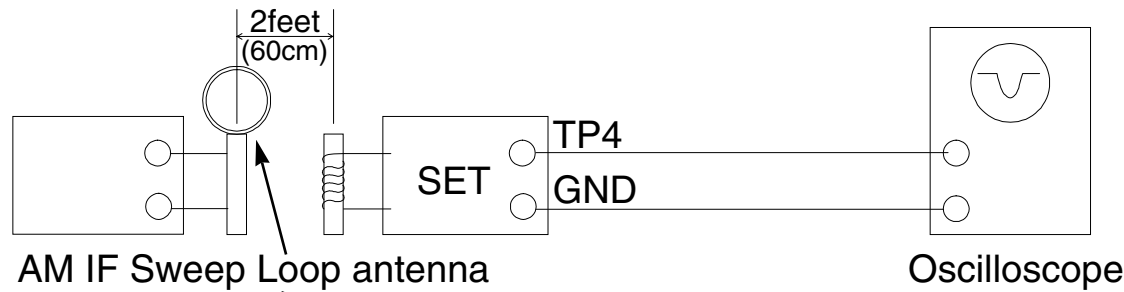 2feet
(60cm)
TP4
SET
GND
AM IF Sweep Loop antenna
Oscilloscope